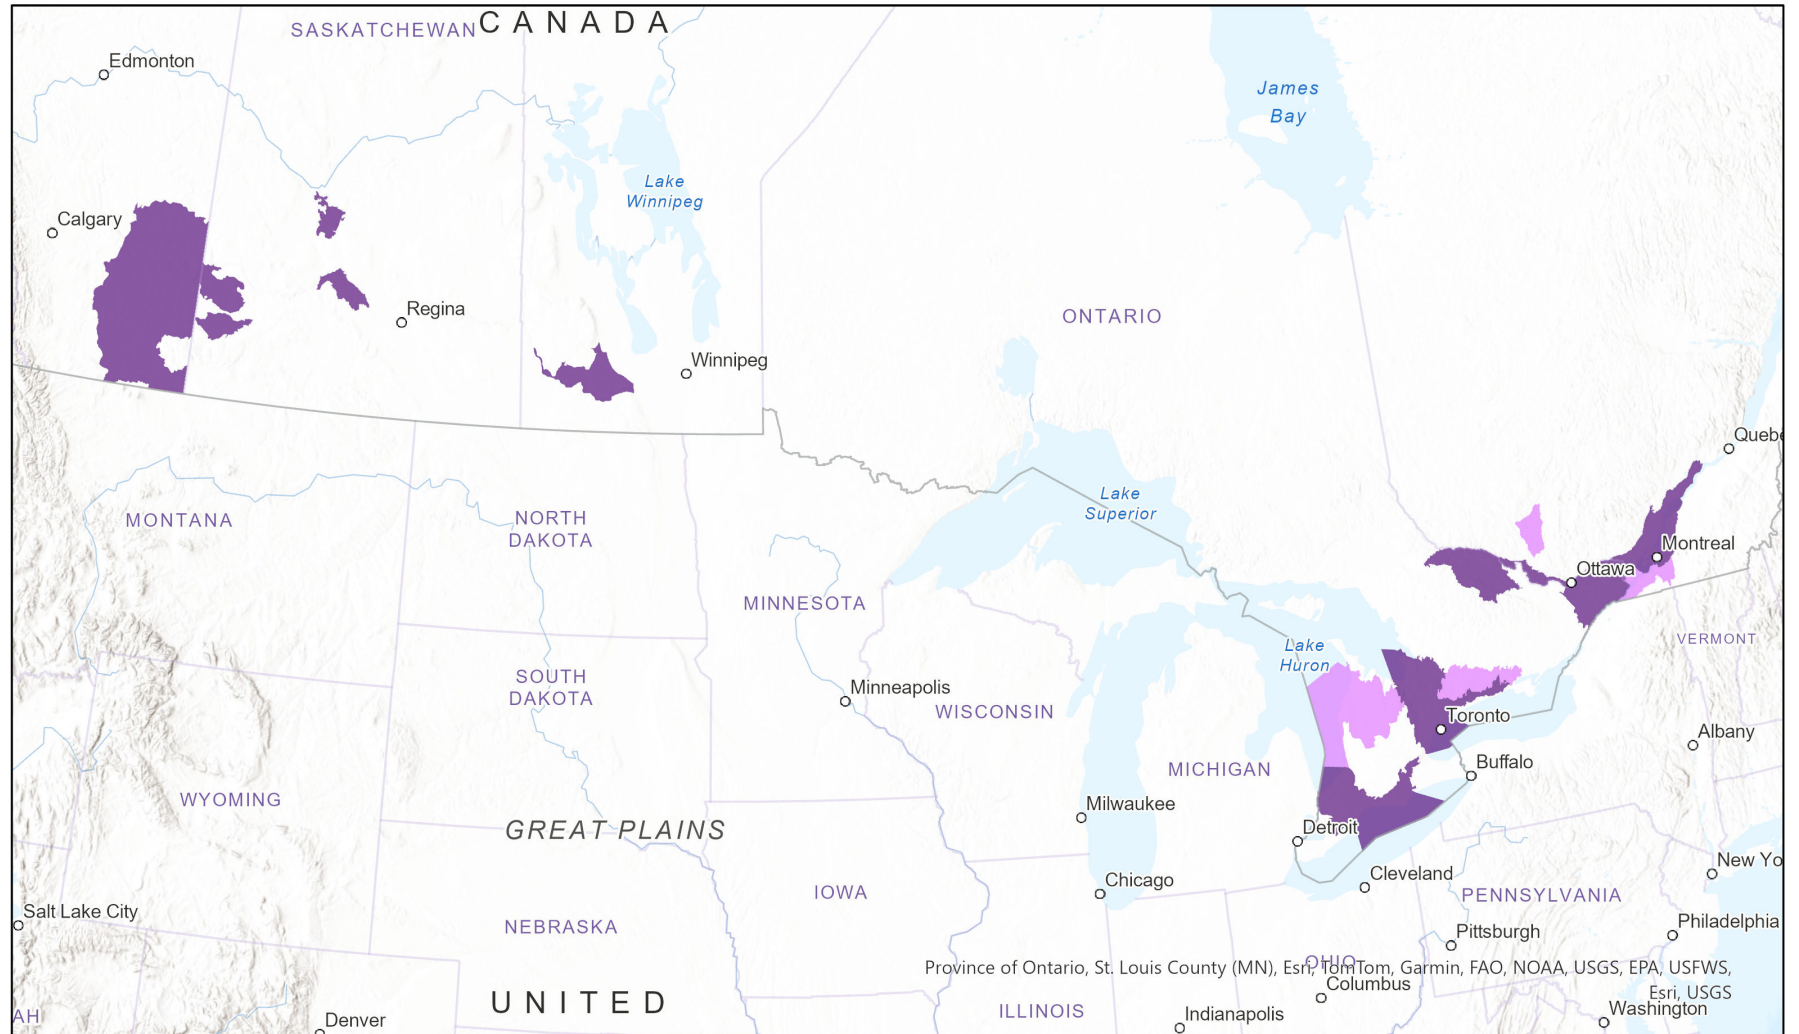 CANADA
SASKATCHEWAN
Edmonton
James
Bay
Lake
Winnipeg
Calgary
Regina
ONTARIO
Winnipeg
Quebe
Lake
Superior
MONTANA
NORTH
DAKOTA
Montreal
Ottawa
MINNESOTA
VERMONT
Lake
Huron
SOUTH
DAKOTA
Minneapolis
WISCONSIN
Toronto
Albany
Buffalo
MICHIGAN
WYOMING
Milwaukee
Detroit
GREAT PLAINS
New Yo
Cleveland
Chicago
IOWA
PENNSYLVANIA
Salt Lake City
Philadelphia
NEBRASKA
Pittsburgh
OHIO
Province of Ontario, St. Louis County (MN), Esri, TomTom, Garmin, FAO, NOAA, USGS, EPA, USFWS,
Esri, USGS
Columbus
UNITED
Washington
ILLINOIS
Indianapolis
AH
Denver